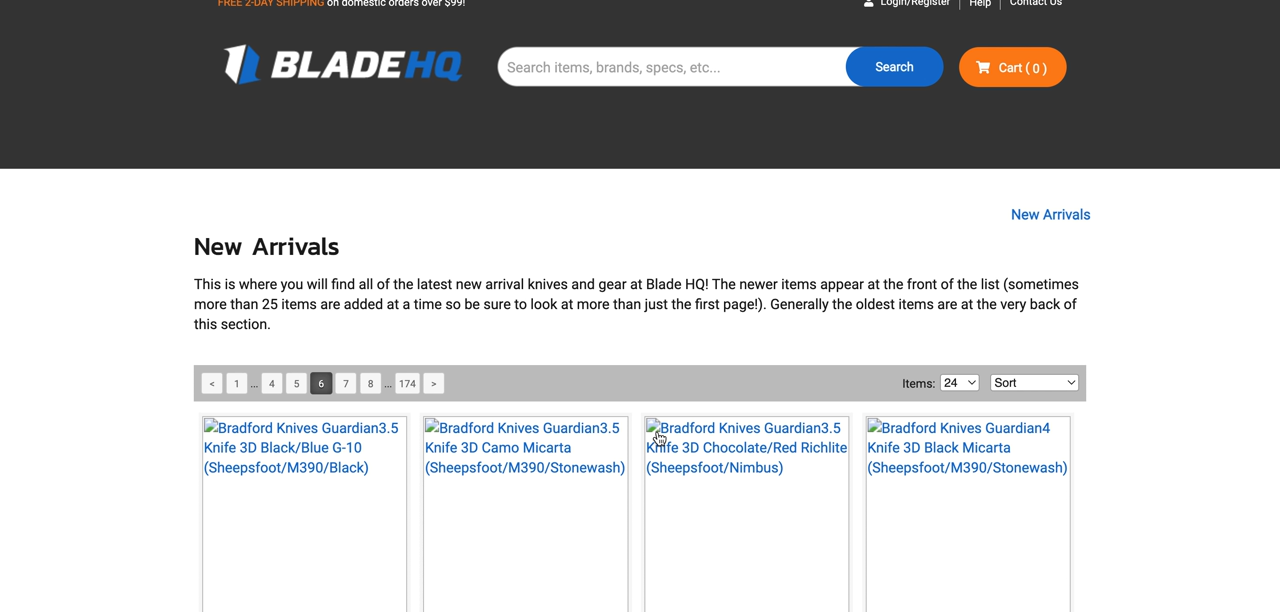 FREE 2-DAY SHIPPING on domestic orders over $99!
Login/Register Help Contact Us
BLADEHQ
Search items, brands, specs, etc...
Search
Cart ( 0 )
New Arrivals
New Arrivals
This is where you will find all of the latest new arrival knives and gear at Blade HQ! The newer items appear at the front of the list (sometimes
more than 25 items are added at a time so be sure to look at more than just the first page!). Generally the oldest items are at the very back of
this section.
< 1 ... 4 5 6 7 8 ... 174 >
Items: 24 Sort
Bradford Knives Guardian3.5
Knife 3D Black/Blue G-10
(Sheepsfoot/M390/Black)
Bradford Knives Guardian3.5
Knife 3D Camo Micarta
(Sheepsfoot/M390/Stonewash)
Bradford Knives Guardian3.5
Knife 3D Chocolate/Red Richlite
(Sheepsfoot/Nimbus)
Bradford Knives Guardian4
Knife 3D Black Micarta
(Sheepsfoot/M390/Stonewash)